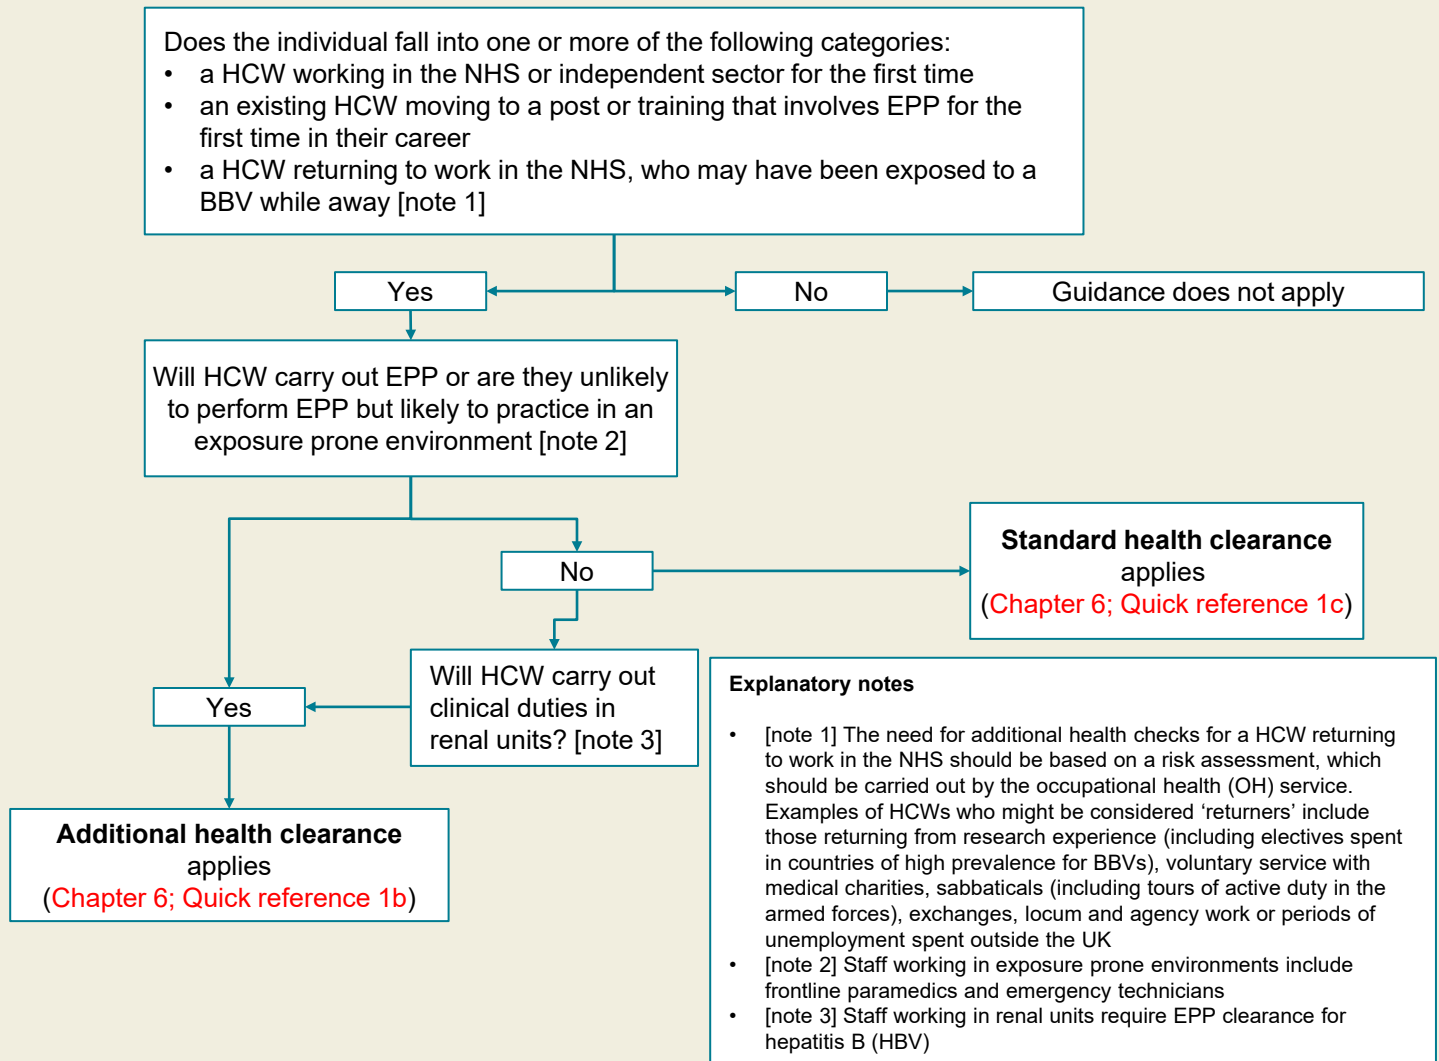 Does the individual fall into one or more of the following categories:
• a HCW working in the NHS or independent sector for the first time
• an existing HCW moving to a post or training that involves EPP for the
first time in their career
• a HCW returning to work in the NHS, who may have been exposed to a
BBV while away [note 1]
Yes
No
Guidance does not apply
Will HCW carry out EPP or are they unlikely
to perform EPP but likely to practice in an
exposure prone environment [note 2]
No
Standard health clearance
applies
(Chapter 6; Quick reference 1c)
Will HCW carry out
clinical duties in
renal units? [note 3]
Yes
Additional health clearance
applies
(Chapter 6; Quick reference 1b)
Explanatory notes
• [note 1] The need for additional health checks for a HCW returning
to work in the NHS should be based on a risk assessment, which
should be carried out by the occupational health (OH) service.
Examples of HCWs who might be considered ‘returners’ include
those returning from research experience (including electives spent
in countries of high prevalence for BBVs), voluntary service with
medical charities, sabbaticals (including tours of active duty in the
armed forces), exchanges, locum and agency work or periods of
unemployment spent outside the UK
• [note 2] Staff working in exposure prone environments include
frontline paramedics and emergency technicians
• [note 3] Staff working in renal units require EPP clearance for
hepatitis B (HBV)